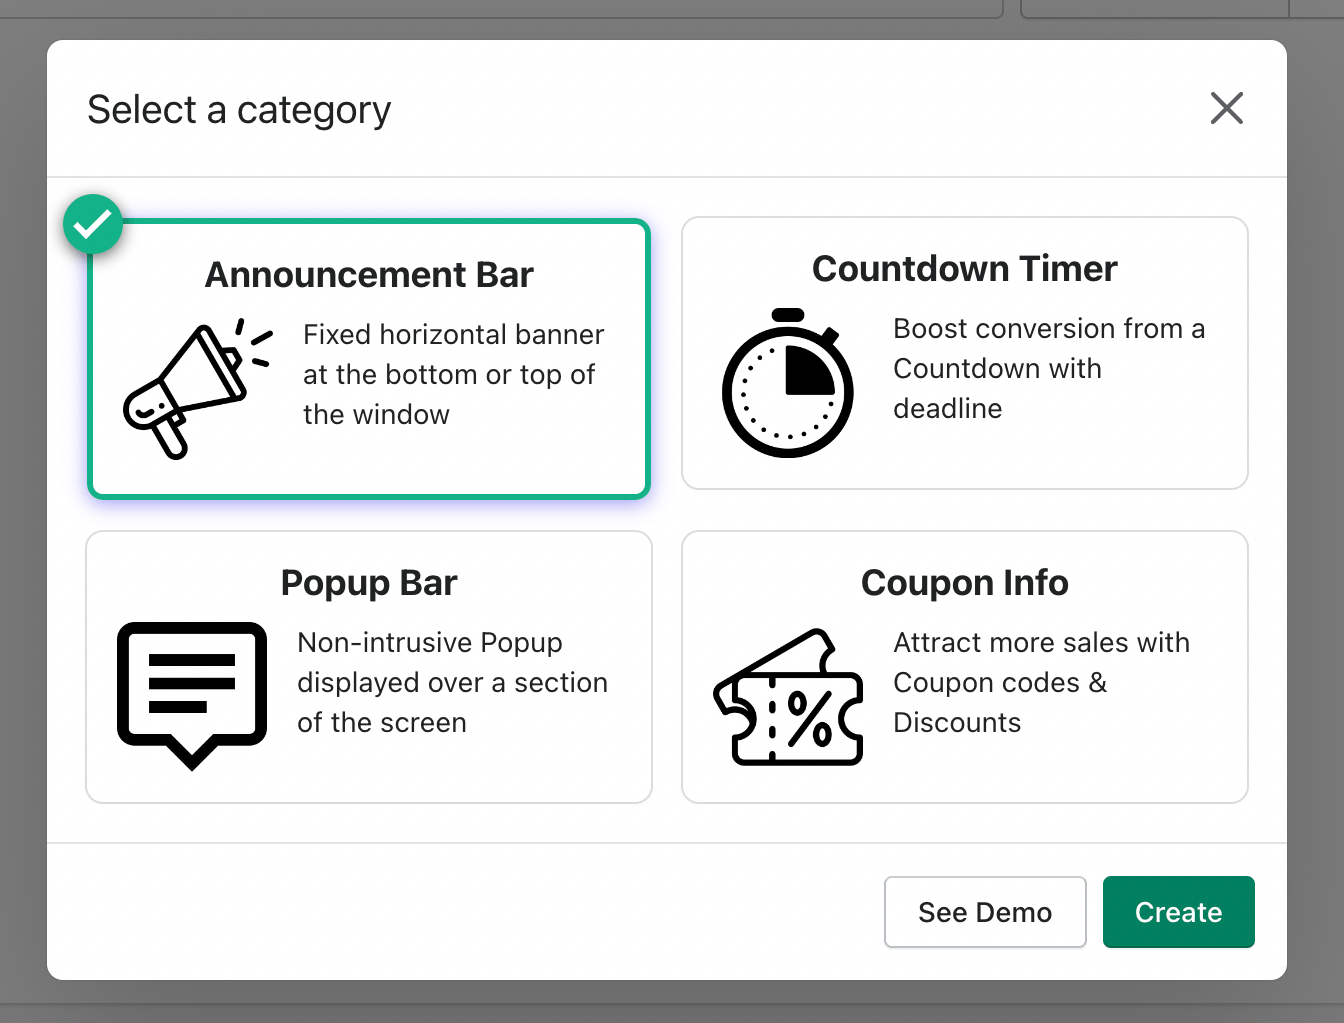 Select a category
Announcement Bar
Fixed horizontal banner
at the bottom or top of
the window
Countdown Timer
Boost conversion from a
Countdown with
deadline
Popup Bar
Non-intrusive Popup
displayed over a section
of the screen
Coupon Info
%
Attract more sales with
Coupon codes &
Discounts
See Demo
Create